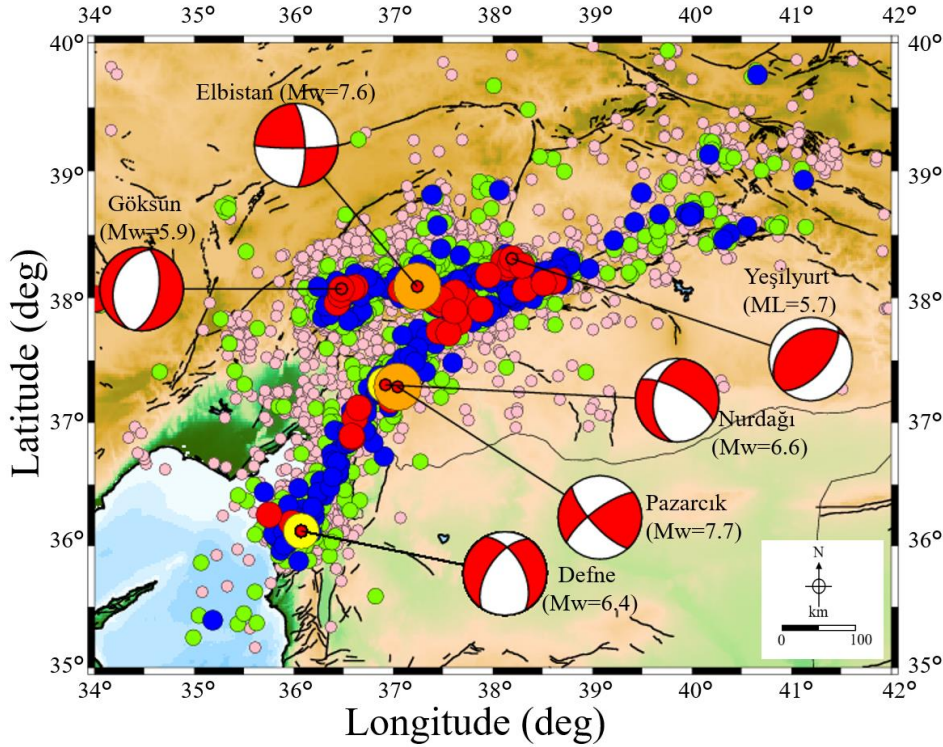 34° 35° 36° 37° 38° 39° 40° 41° 42°
40° 40°
Elbistan (Mw=7.6)
39° 39°
Göksun
(Mw=5.9)
Yeşilyurt
(ML=5.7)
38° 38°
37° 37°
Nurdağı
(Mw=6.6)
Pazarcık
(Mw=7.7)
36° 36°
Defne
(Mw=6,4)
N
km
0 100
35° 35°
34° 35° 36° 37° 38° 39° 40° 41° 42°
Latitude (deg)
Longitude (deg)